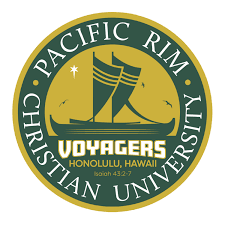 PACIFIC RIM
VOYAGERS
HONOLULU, HAWAII
Isaiah 43:2-7
CHRISTIAN UNIVERSITY